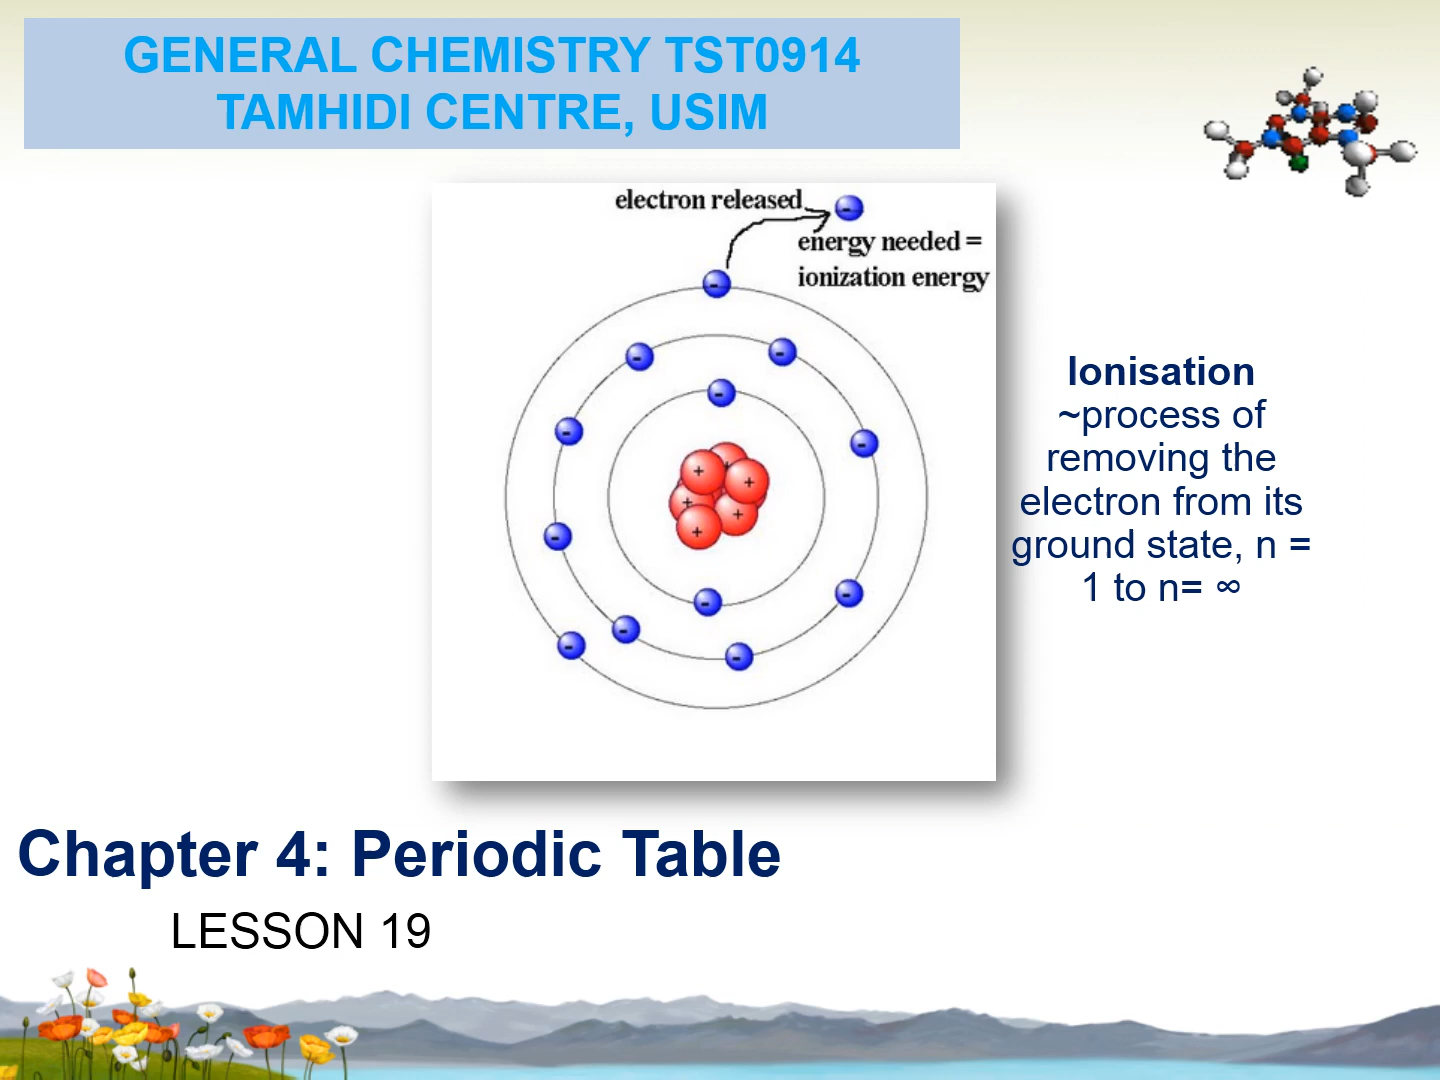 GENERAL CHEMISTRY TST0914
TAMHIDI CENTRE, USIM
electron released
energy needed =
ionization energy
Ionisation
~process of
removing the
electron from its
ground state, n =
1 to n= ∞
Chapter 4: Periodic Table
LESSON 19